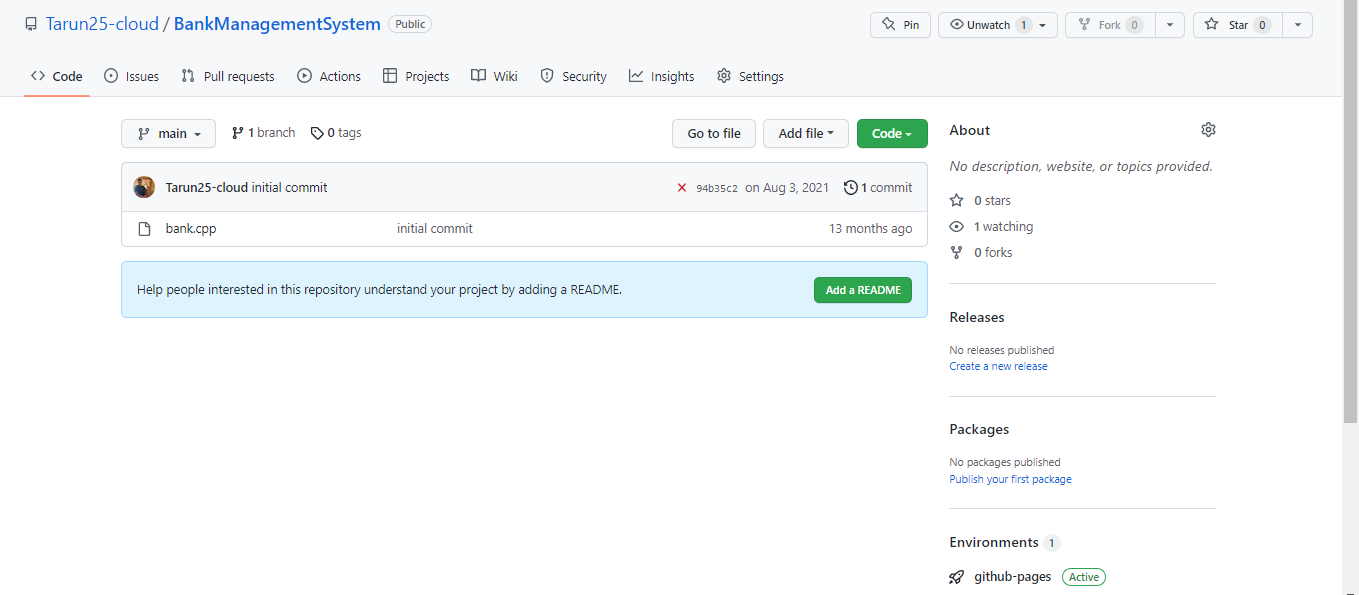 Tarun25-cloud / BankManagementSystem Public
Pin Unwatch 1 Fork 0 Star 0
Code Issues Pull requests Actions Projects Wiki Security Insights Settings
main 1 branch 0 tags Go to file Add file Code
Tarun25-cloud initial commit 94b35c2 on Aug 3, 2021 1 commit
bank.cpp initial commit 13 months ago
Help people interested in this repository understand your project by adding a README. Add a README
About
No description, website, or topics provided.
0 stars
1 watching
0 forks
Releases
No releases published
Create a new release
Packages
No packages published
Publish your first package
Environments 1
github-pages Active